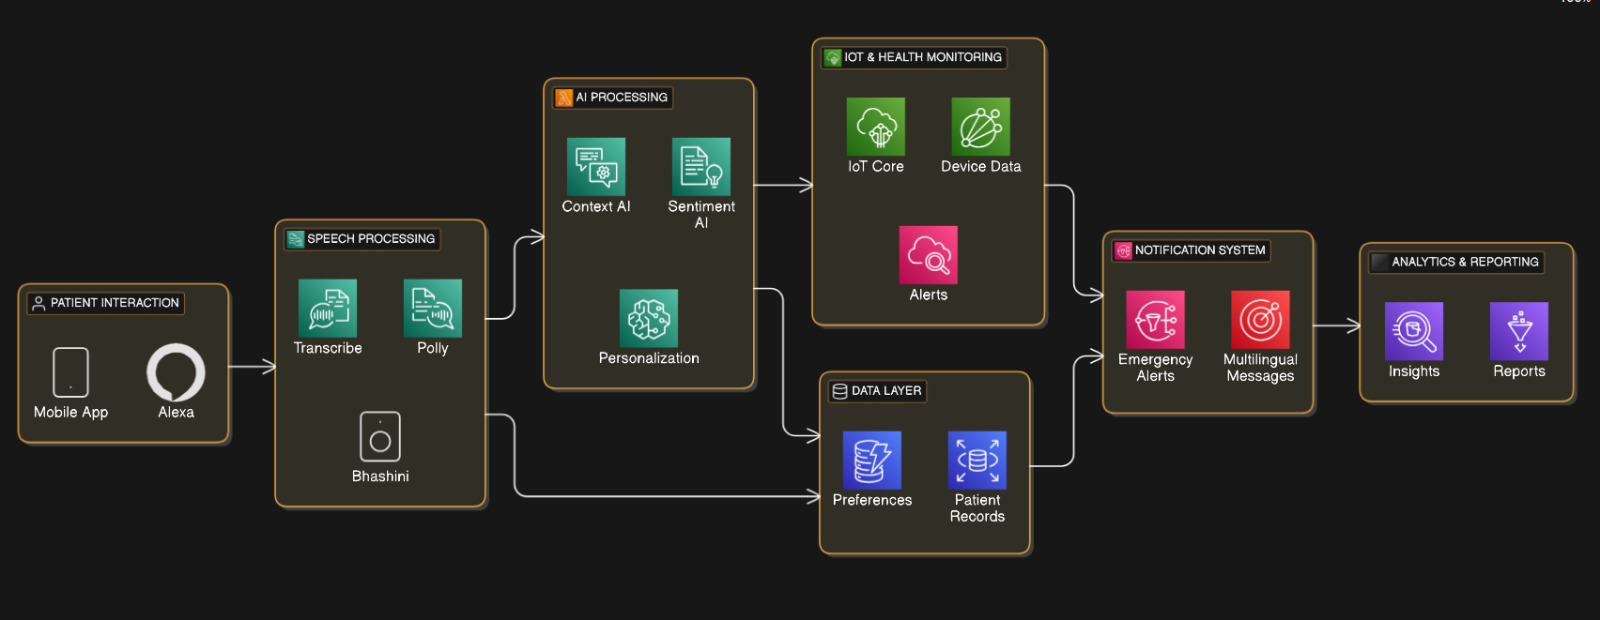 PATIENT INTERACTION
Mobile App
Alexa
SPEECH PROCESSING
Transcribe
Polly
Bhashini
AI PROCESSING
Context AI
Sentiment
AI
Personalization
IOT & HEALTH MONITORING
IoT Core
Device Data
Alerts
DATA LAYER
Preferences
Patient
Records
NOTIFICATION SYSTEM
Emergency
Alerts
Multilingual
Messages
ANALYTICS & REPORTING
Insights
Reports